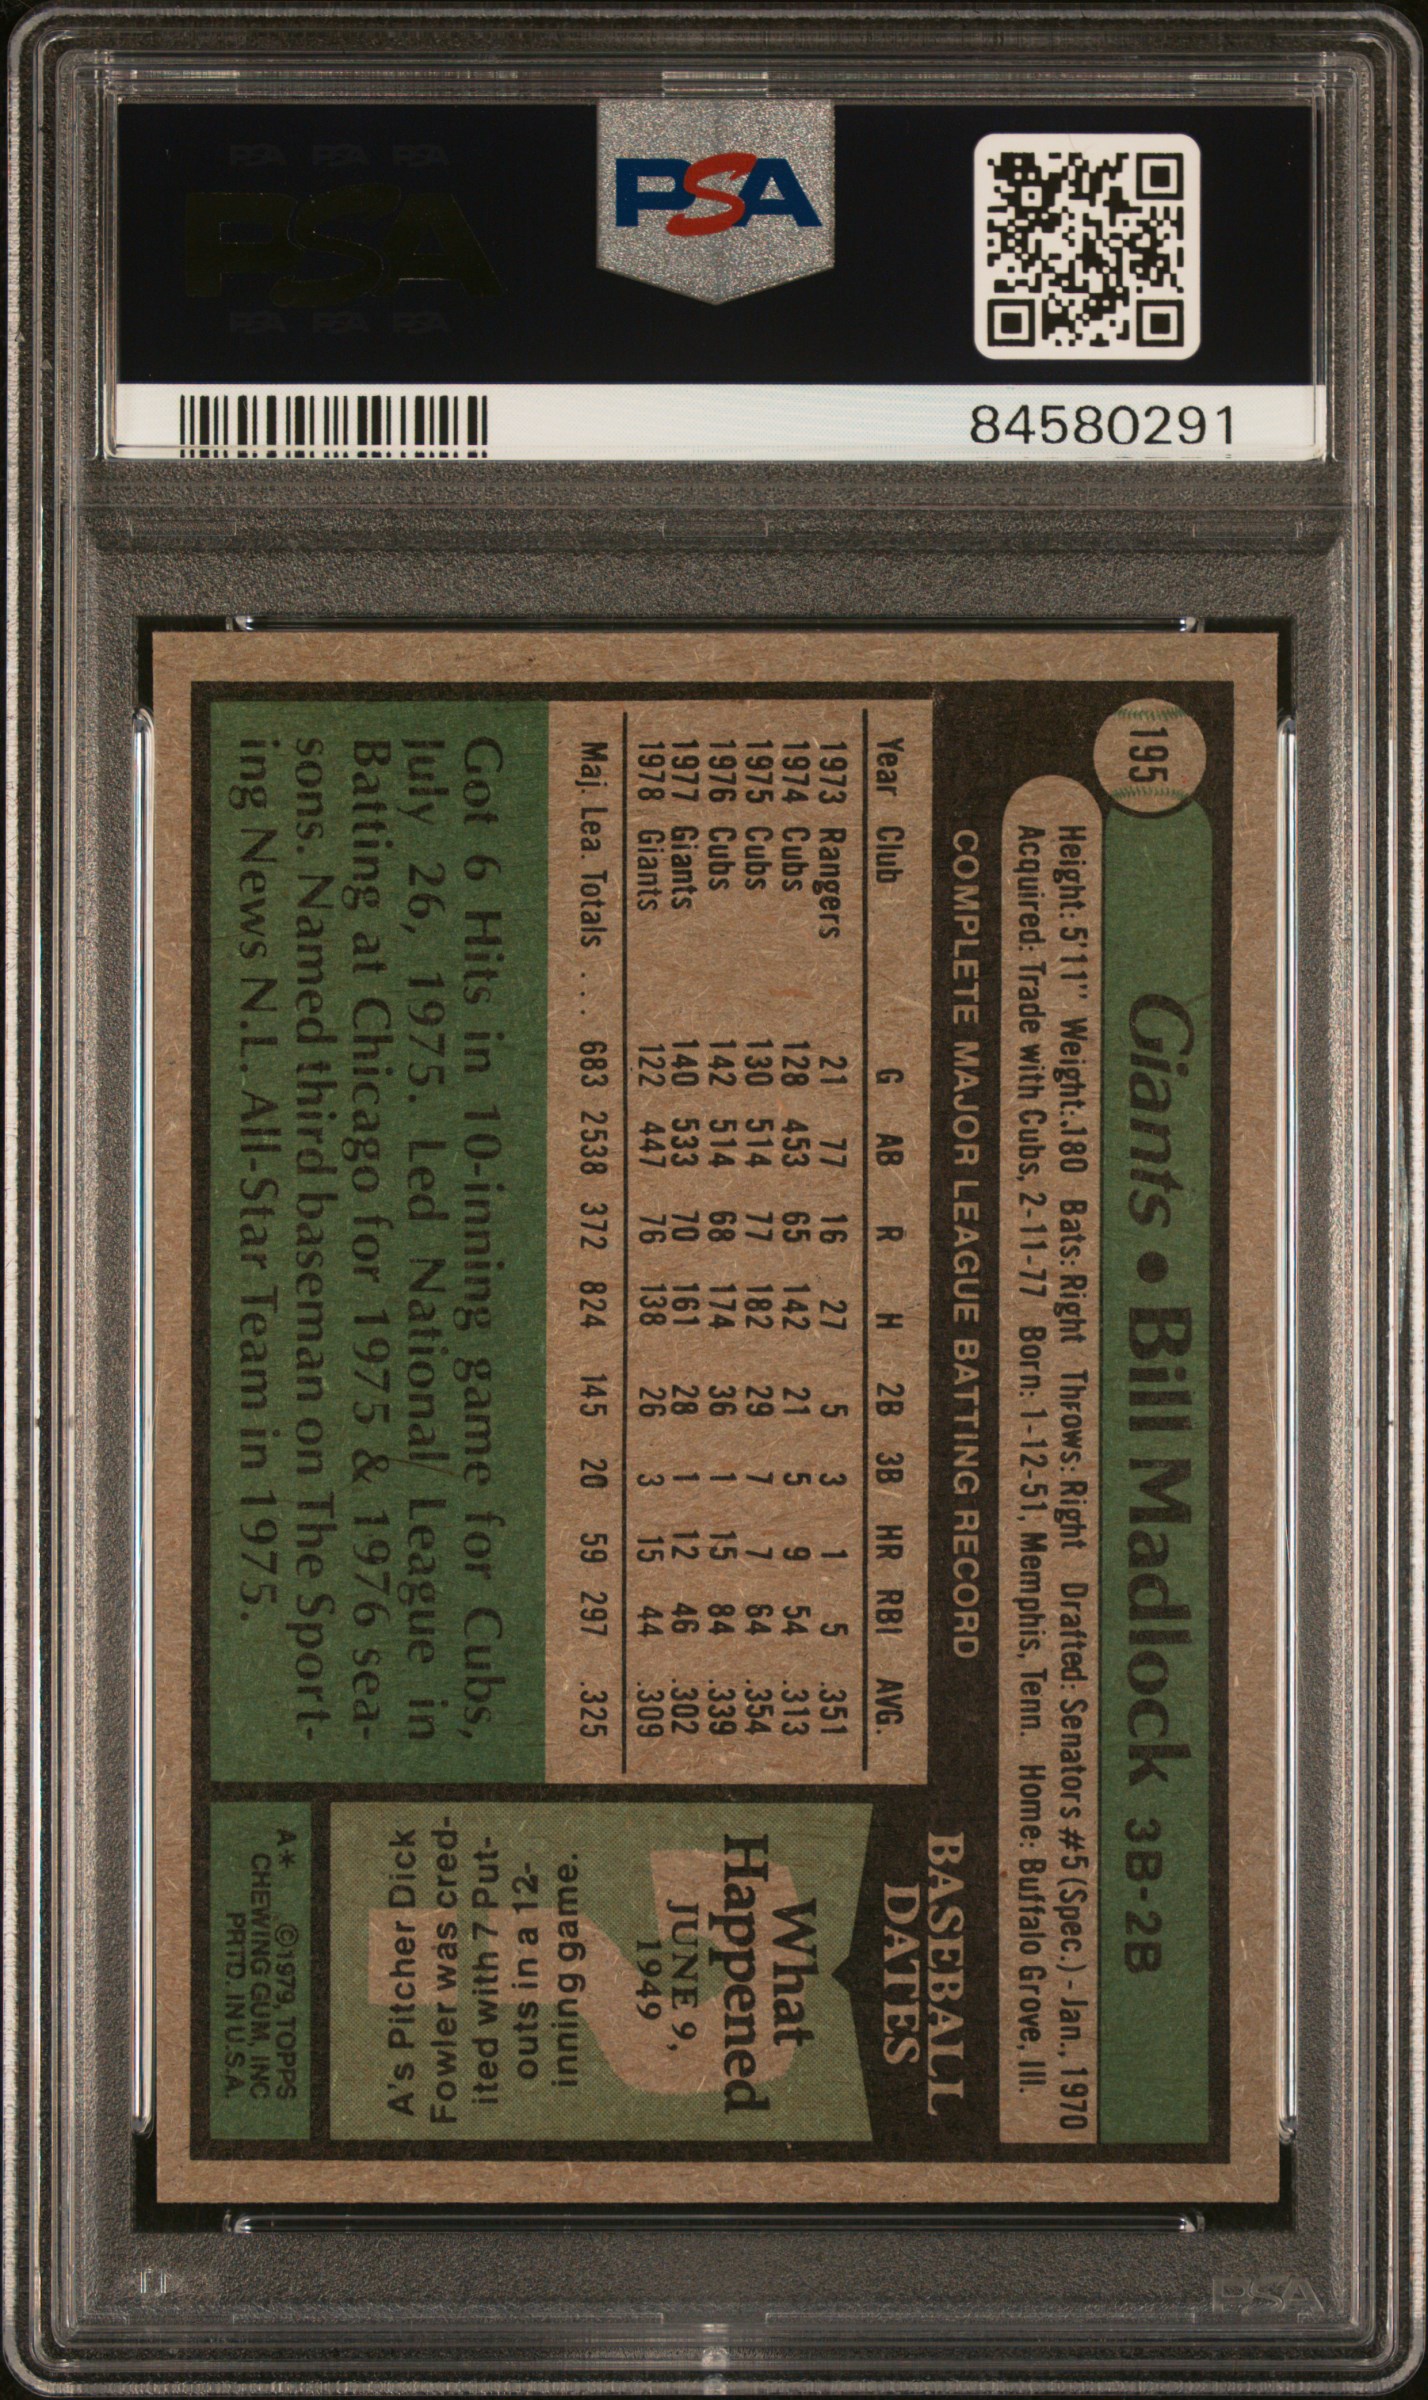 PSA PSA PSA
PSA
PSA PSA PSA
PSA
84580291
195
Giants • Bill Madlock 3B-2B
Height: 5'11" Weight:.180 Bats: Right Throws: Right Drafted: Senators #5 (Spec.) - Jan., 1970
Acquired: Trade with Cubs, 2-11-77 Born: 1-12-51, Memphis, Tenn. Home: Buffalo Grove, Ill.
COMPLETE MAJOR LEAGUE BATTING RECORD
Year Club G AB R H 2B 3B HR RBI AVG.
1973 Rangers 21 77 16 27 5 3 1 5 .351
1974 Cubs 128 453 65 142 21 5 9 54 .313
1975 Cubs 130 514 77 182 29 7 7 64 .354
1976 Cubs 142 514 68 174 36 1 15 84 .339
1977 Giants 140 533 70 161 28 1 12 46 .302
1978 Giants 122 447 76 138 26 3 15 44 .309
Maj. Lea. Totals . . . 683 2538 372 824 145 20 59 297 .325
Got 6 Hits in 10-inning game for Cubs,
July 26, 1975. Led National League in
Batting at Chicago for 1975 & 1976 sea-
sons. Named third baseman on The Sport-
ing News N.L. All-Star Team in 1975.
BASEBALL
DATES
What
Happened
JUNE 9,
1949
A's Pitcher Dick
Fowler was cred-
ited with 7 Put-
outs in a 12-
inning game.
A* ©1979, TOPPS
CHEWING GUM, INC
PRTD. IN U.S.A.
PSA